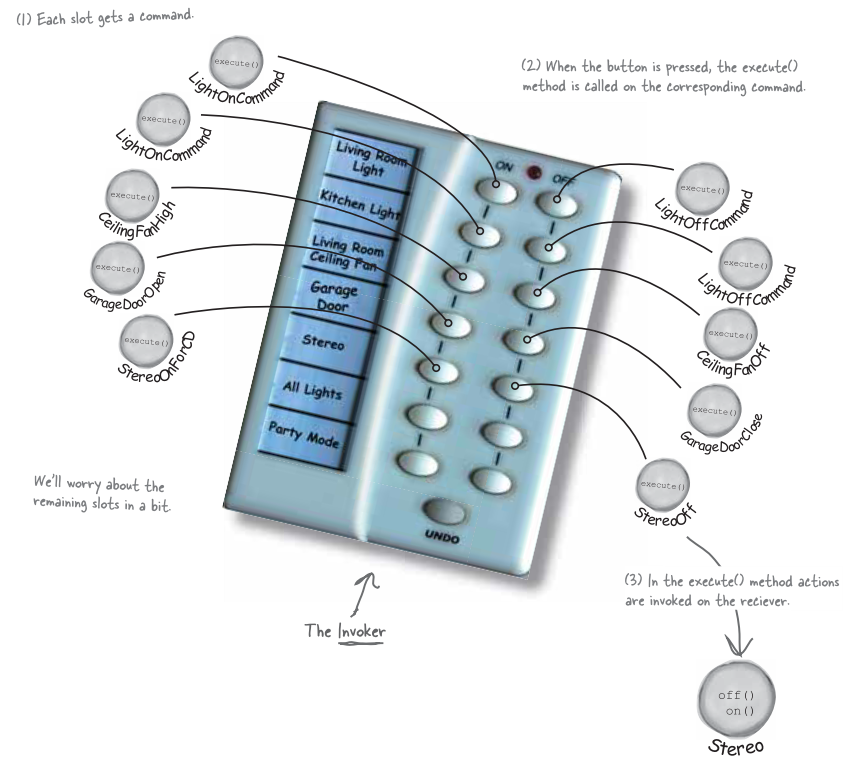 (1) Each slot gets a command.
(2) When the button is pressed, the execute()
method is called on the corresponding command.
execute()
LightOnCommand
execute()
LightOnCommand
execute()
CeilingFanHigh
execute()
GarageDoorOpen
execute()
StereoOnForCD
Living Room
Light
Kitchen Light
Living Room
Ceiling Fan
Garage
Door
Stereo
All Lights
Party Mode
ON
OFF
UNDO
execute()
LightOffCommand
execute()
LightOffCommand
execute()
CeilingFanOff
execute()
GarageDoorClose
execute()
StereoOff
We'll worry about the
remaining slots in a bit.
The Invoker
(3) In the execute() method actions
are invoked on the reciever.
off()
on()
Stereo